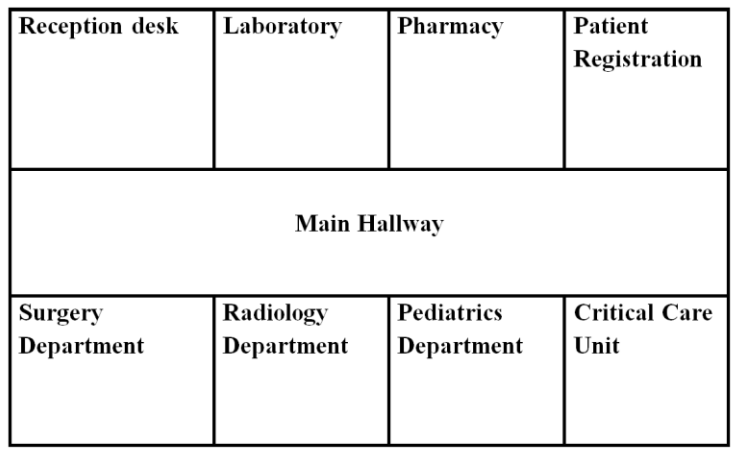 Reception desk
Laboratory
Pharmacy
Patient
Registration
Main Hallway
Surgery
Department
Radiology
Department
Pediatrics
Department
Critical Care
Unit